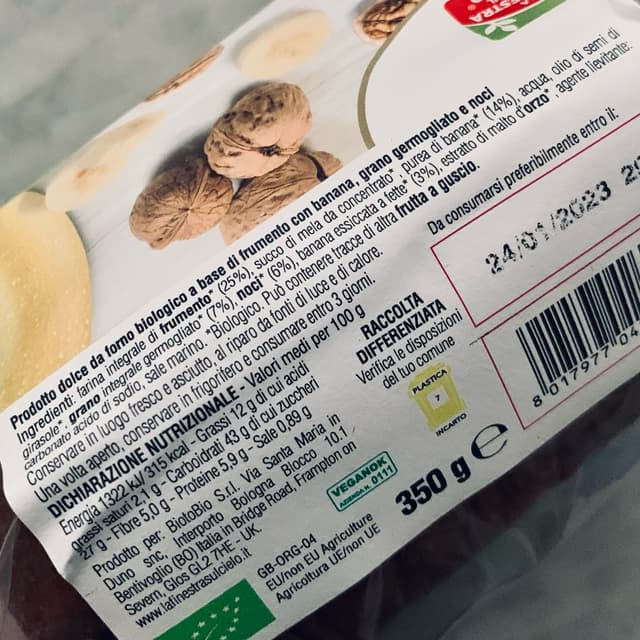 Prodotto dolce da forno biologico a base di frumento con banana, grano germogliato e noci
Ingredienti: farina integrale di frumento* (25%), succo di mela da concentrato*, purea di banana* (14%), acqua, olio di semi di
girasole*, grano integrale germogliato* (7%), noci* (6%), banana essiccata a fette* (3%), estratto di malto d'orzo*, agente lievitante:
carbonato acido di sodio, sale marino. *Biologico. Può contenere tracce di altra frutta a guscio.
Conservare in luogo fresco e asciutto, al riparo da fonti di luce e di calore.
Una volta aperto, conservare in frigorifero e consumare entro 3 giorni.
DICHIARAZIONE NUTRIZIONALE - Valori medi per 100 g
Energia 1322 kJ/ 315 kcal - Grassi 12 g di cui acidi
grassi saturi 2,1 g - Carboidrati 43 g di cui zuccheri
27 g - Fibre 5,0 g - Proteine 5,9 g - Sale 0,89 g
Prodotto per: BiotoBio S.r.l. Via Santa Maria in
Duno snc, Interporto Bologna Blocco 10.1,
Bentivoglio (BO) Italia in Bridge Road, Frampton on
Severn, Glos GL2 7HE - UK
www.lafinestrasulcielo.it
GB-ORG-04
EU/non EU Agriculture
Agricoltura UE/non UE
RACCOLTA
DIFFERENZIATA
Verifica le disposizioni
del tuo comune
PLASTICA
7
INCARTO
VEGANOK
AZIENDA N. 0111
350 g e
Da consumarsi preferibilmente entro il:
24/01/2023
8 017977 04